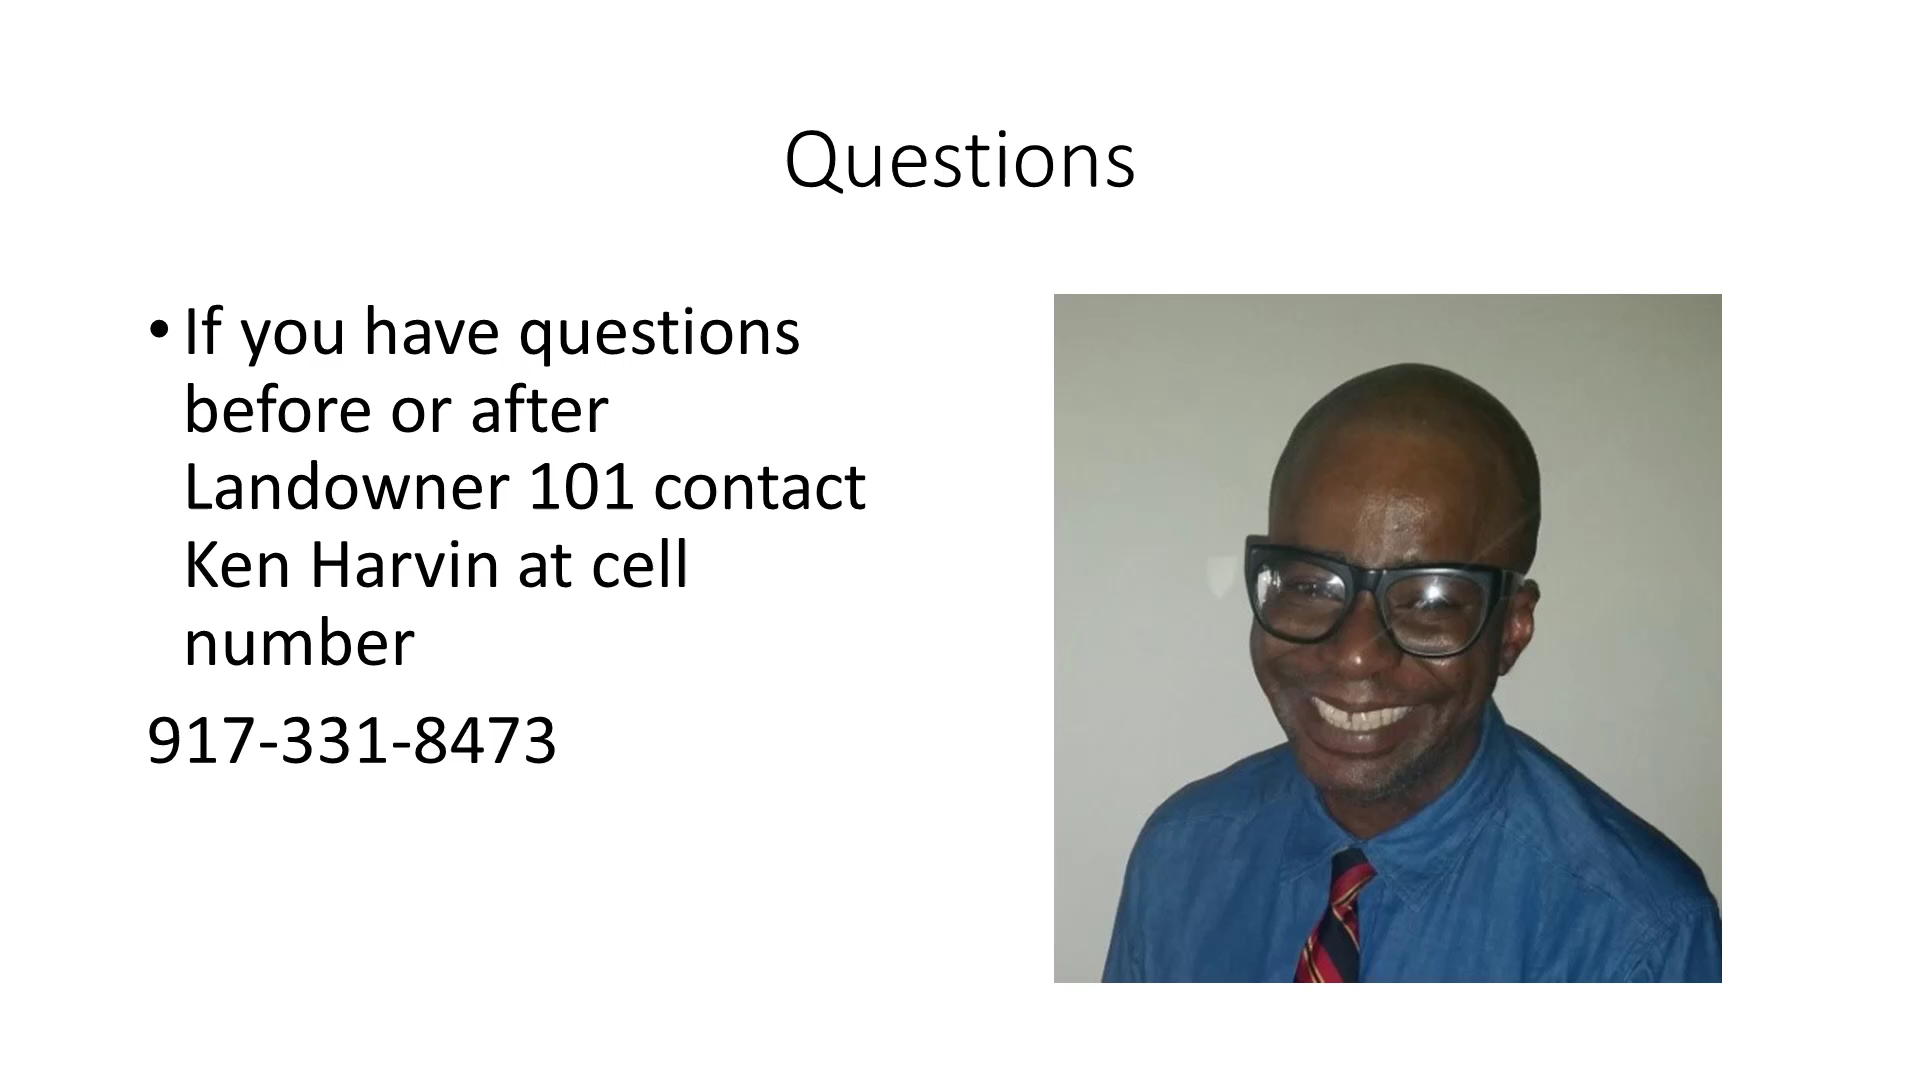 Questions
• If you have questions
before or after
Landowner 101 contact
Ken Harvin at cell
number
917-331-8473